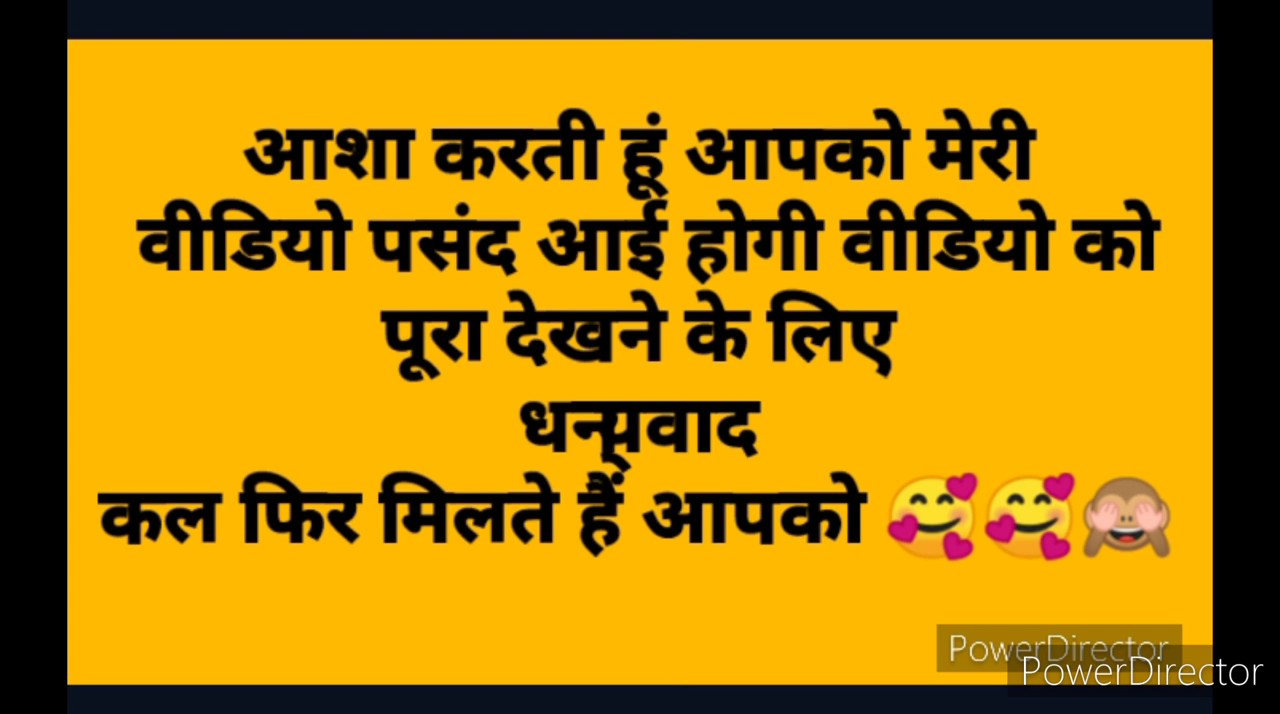 आशा करती हूं आपको मेरी
वीडियो पसंद आई होगी वीडियो को
पूरा देखने के लिए
धन्यवाद
कल फिर मिलते हैं आपको 🥰🥰🙈
PowerDirector
PowerDirector